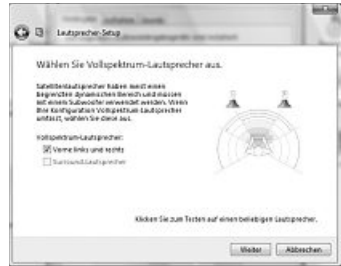 Lautsprecher-Setup
Wählen Sie Vollspektrum-Lautsprecher aus.
Satellitenlautsprecher haben meist einen
begrenzten dynamischen Bereich und müssen
mit einem Subwoofer verwendet werden. Wenn
Ihre Konfiguration Vollspektrum-Lautsprecher
umfasst, wählen Sie diese aus.
Vollspektrum-Lautsprecher:
Vorne links und rechts
Surround-Lautsprecher
Klicken Sie zum Testen auf einen beliebigen Lautsprecher.
Weiter
Abbrechen